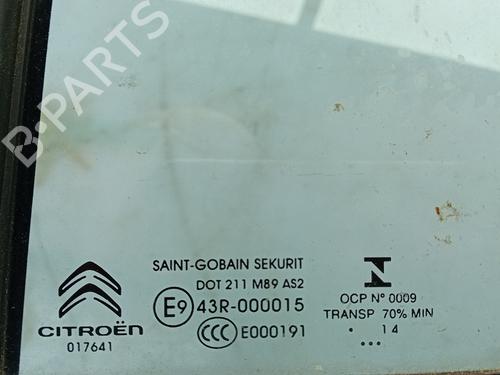 B-PARTS
SAINT-GOBAIN SEKURIT
DOT 211 M89 AS2
E9 43R-000015
CCC E000191
CITROËN
017641
N
OCP Nº 0009
TRANSP 70% MIN
. 14
...